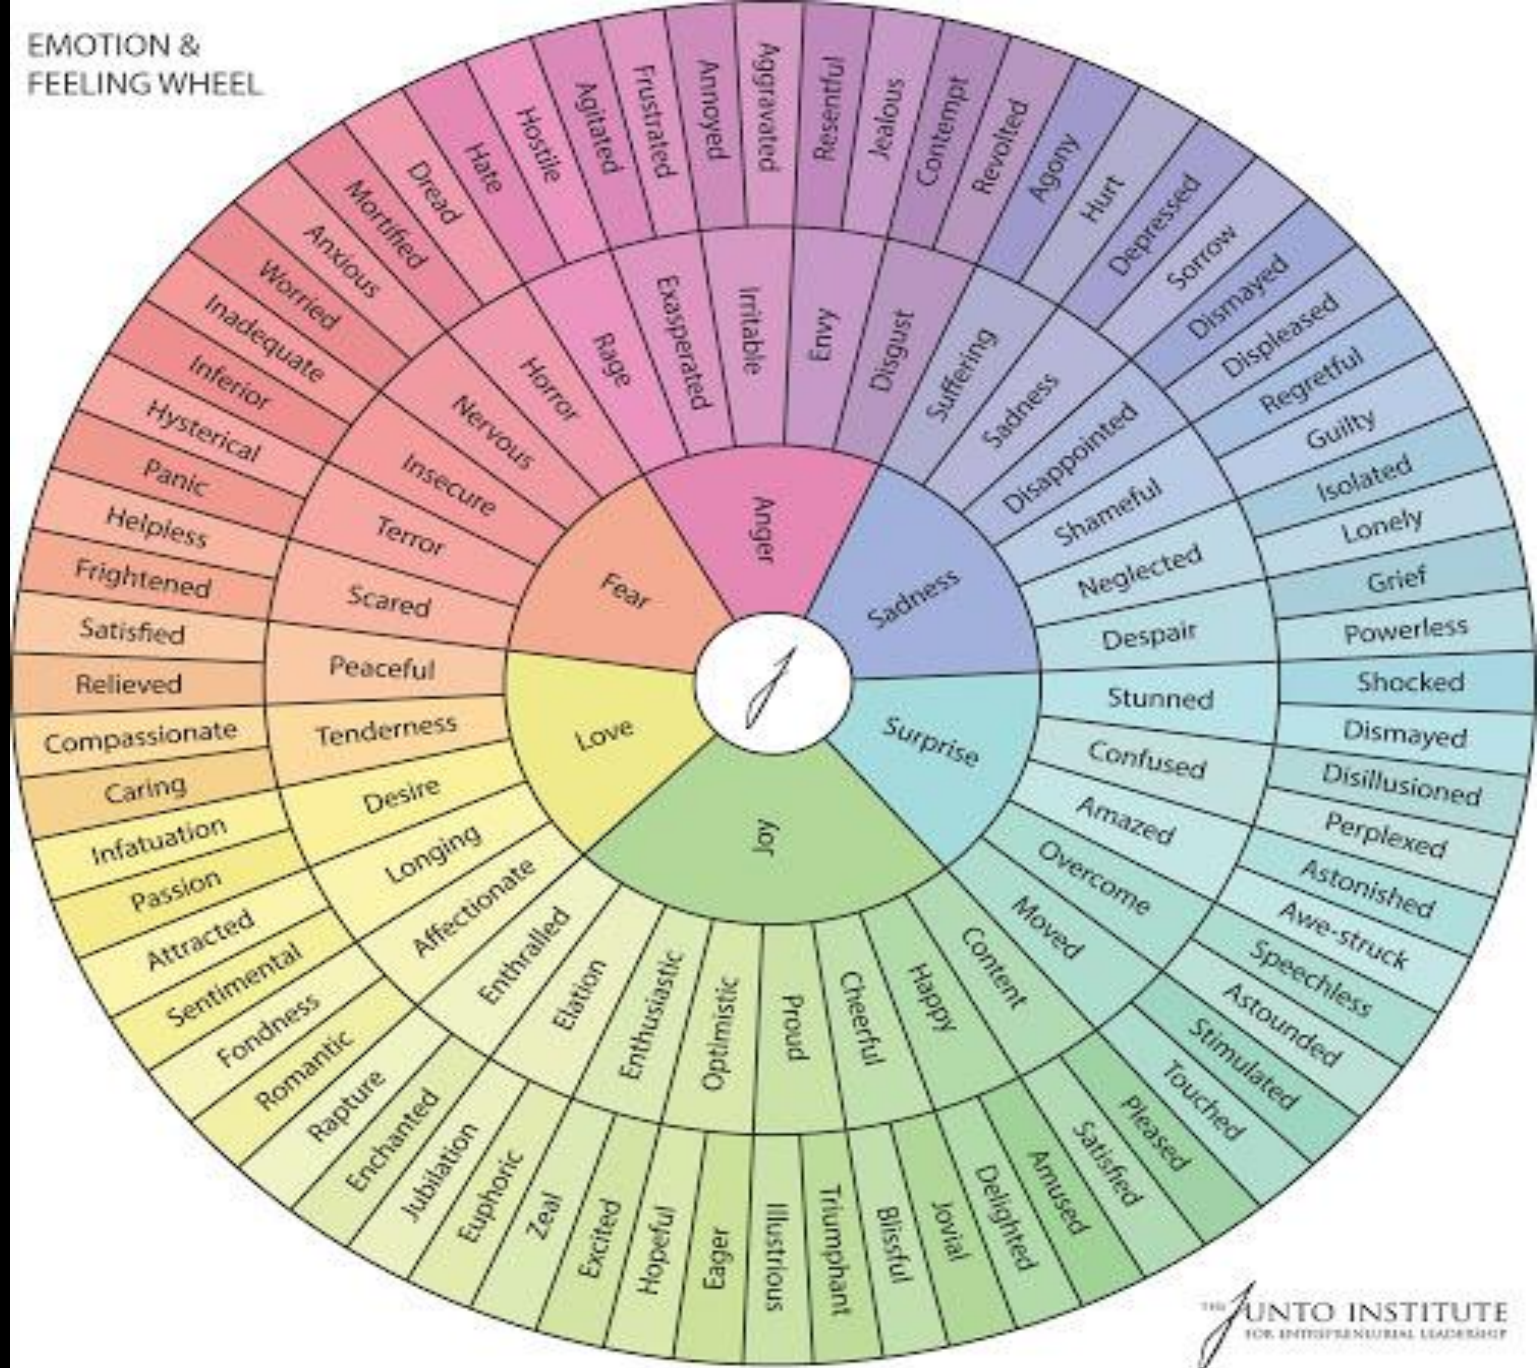 EMOTION &
FEELING WHEEL
Anger
Sadness
Surprise
Joy
Love
Fear
Rage
Exasperated
Irritable
Envy
Disgust
Suffering
Sadness
Disappointed
Shameful
Neglected
Despair
Stunned
Confused
Amazed
Overcome
Moved
Content
Happy
Cheerful
Proud
Optimistic
Enthusiastic
Elation
Enthralled
Affectionate
Longing
Desire
Tenderness
Peaceful
Scared
Terror
Insecure
Nervous
Horror
Hate
Hostile
Agitated
Frustrated
Annoyed
Aggravated
Resentful
Jealous
Contempt
Revolted
Agony
Hurt
Depressed
Sorrow
Dismayed
Displeased
Regretful
Guilty
Isolated
Lonely
Grief
Powerless
Shocked
Dismayed
Disillusioned
Perplexed
Astonished
Awe-struck
Speechless
Astounded
Stimulated
Touched
Pleased
Satisfied
Amused
Delighted
Jovial
Blissful
Triumphant
Illustrious
Eager
Hopeful
Excited
Zeal
Euphoric
Jubilation
Enchanted
Rapture
Romantic
Fondness
Sentimental
Attracted
Passion
Infatuation
Caring
Compassionate
Relieved
Satisfied
Frightened
Helpless
Panic
Hysterical
Inferior
Inadequate
Worried
Anxious
Mortified
Dread
J
THE JUNTO INSTITUTE
FOR ENTREPRENEURIAL LEADERSHIP